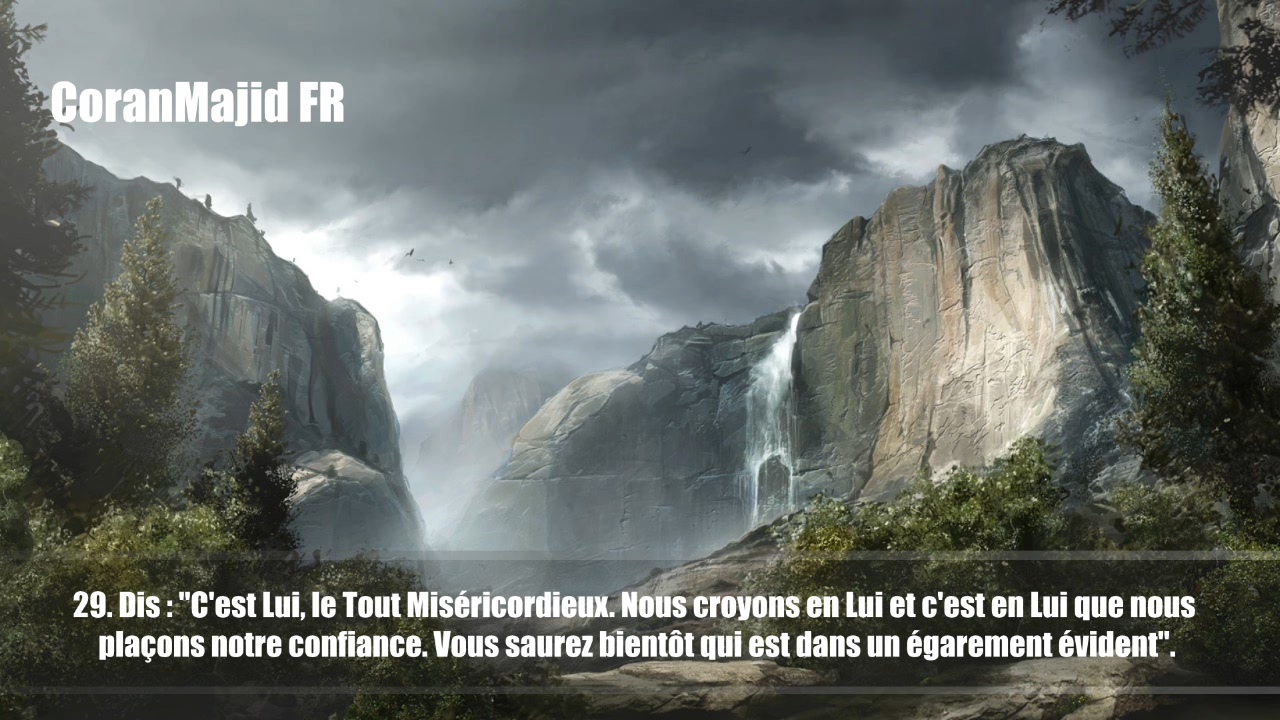 CoranMajid FR
29. Dis : "C'est Lui, le Tout Miséricordieux. Nous croyons en Lui et c'est en Lui que nous
plaçons notre confiance. Vous saurez bientôt qui est dans un égarement évident".